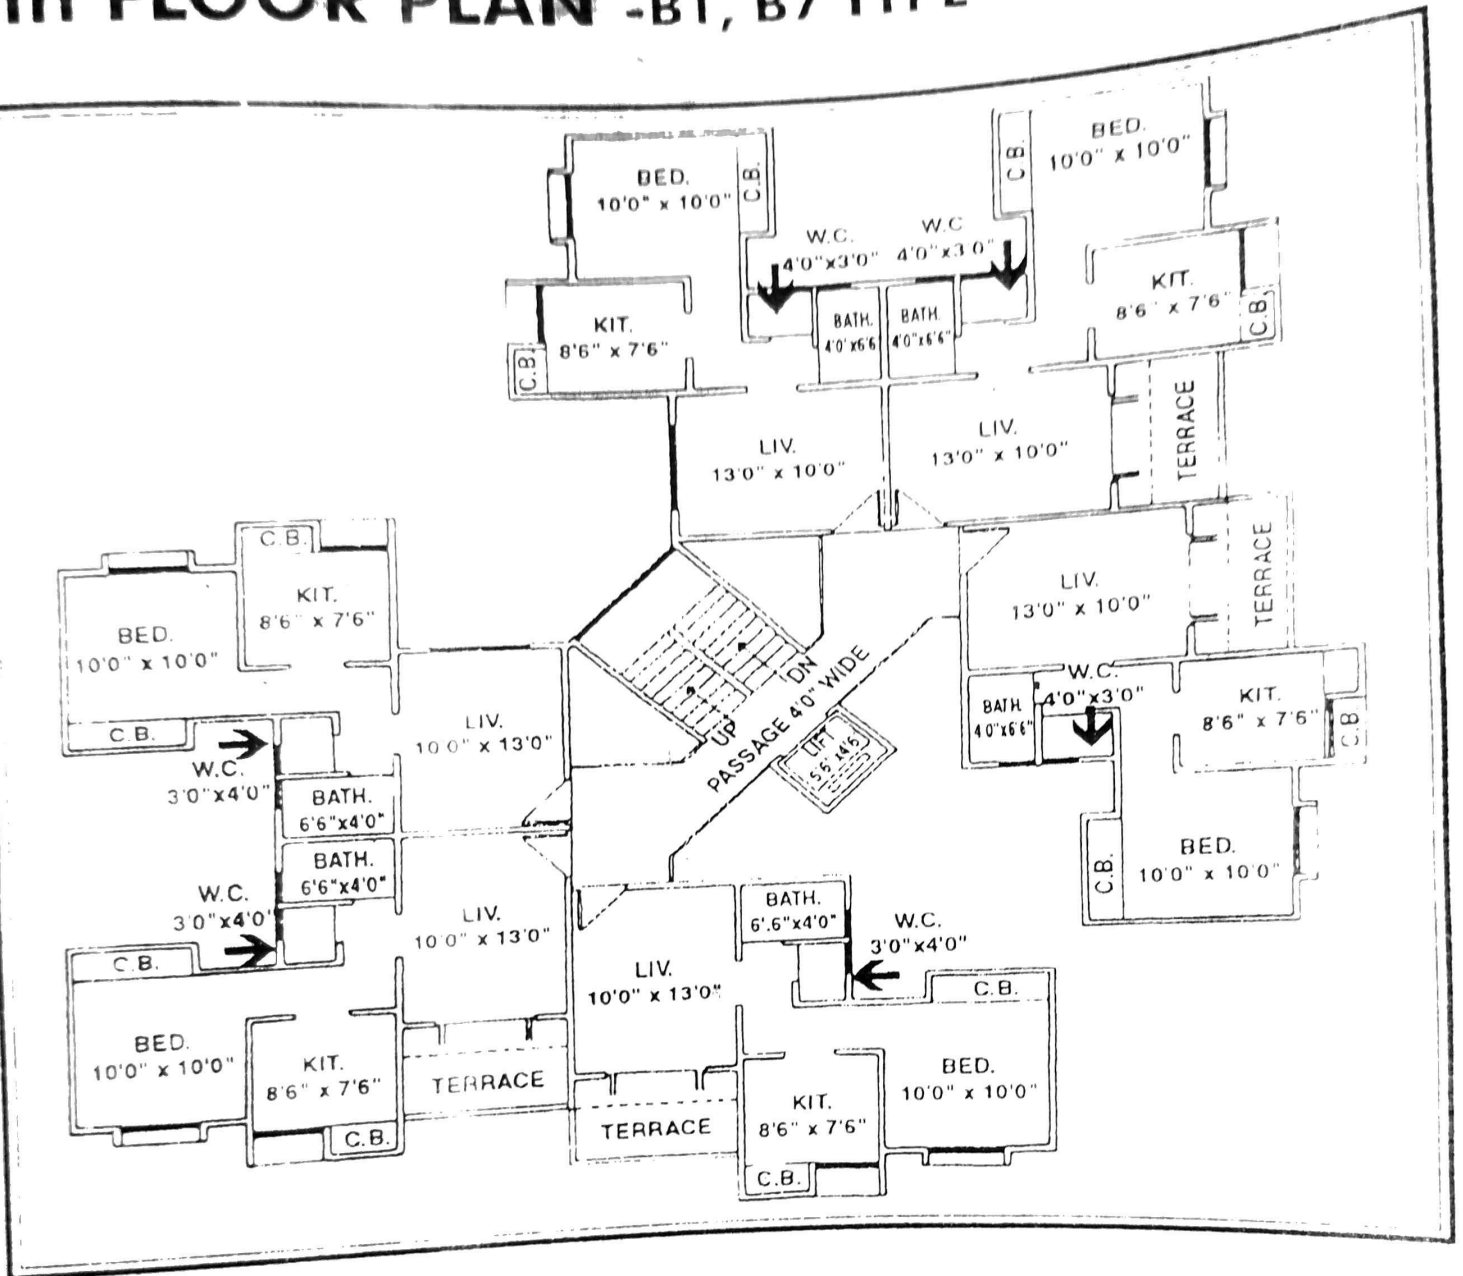 FLOOR PLAN -B1, B7 TYPE
BED.
10'0" x 10'0"
C.B.
W.C.
4'0"x3'0"
W.C
4'0"x3'0"
C.B.
BED.
10'0" x 10'0"
KIT.
8'6" x 7'6"
C.B.
BATH.
4'0'x6'6
BATH.
4'0"x6'6"
KIT.
8'6" x 7'6"
C.B.
LIV.
13'0" x 10'0"
LIV.
13'0" x 10'0"
TERRACE
C.B.
KIT.
8'6" x 7'6"
BED.
10'0" x 10'0"
C.B.
LIV.
10'0" x 13'0"
W.C.
3'0"x4'0"
BATH.
6'6"x4'0"
DN
UP
PASSAGE 4'0" WIDE
LIFT
5'6" x4'6"
LIV.
13'0" x 10'0"
TERRACE
BATH
4'0"x6'6"
W.C.
4'0"x3'0"
KIT.
8'6" x 7'6"
C.B
C.B.
BED.
10'0" x 10'0"
BATH.
6'6"x4'0"
W.C.
3'0"x4'0'
C.B.
LIV.
10'0" x 13'0"
BED.
10'0" x 10'0"
KIT.
8'6" x 7'6"
C.B.
TERRACE
LIV.
10'0" x 13'0"
BATH.
6'.6"x4'0"
W.C.
3'0"x4'0"
C.B.
BED.
10'0" x 10'0"
KIT.
8'6" x 7'6"
C.B.
TERRACE